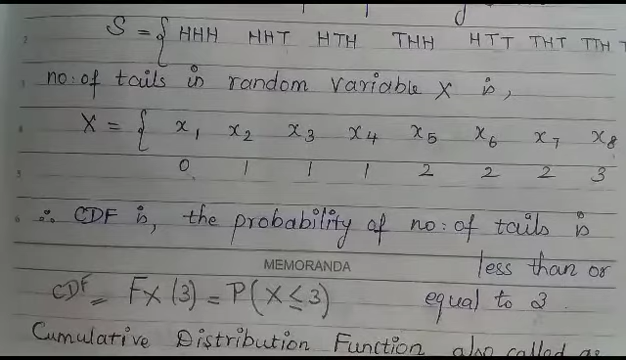 S = { HHH HHT HTH THH HTT THT TTH T
no: of tails in random variable X is,
X = { x1 x2 x3 x4 x5 x6 x7 x8
0 1 1 1 2 2 2 3
∴ CDF is, the probability of no: of tails is
MEMORANDA less than or
CDF = FX (3) = P(X ≤ 3) equal to 3.
Cumulative Distribution Function also called as